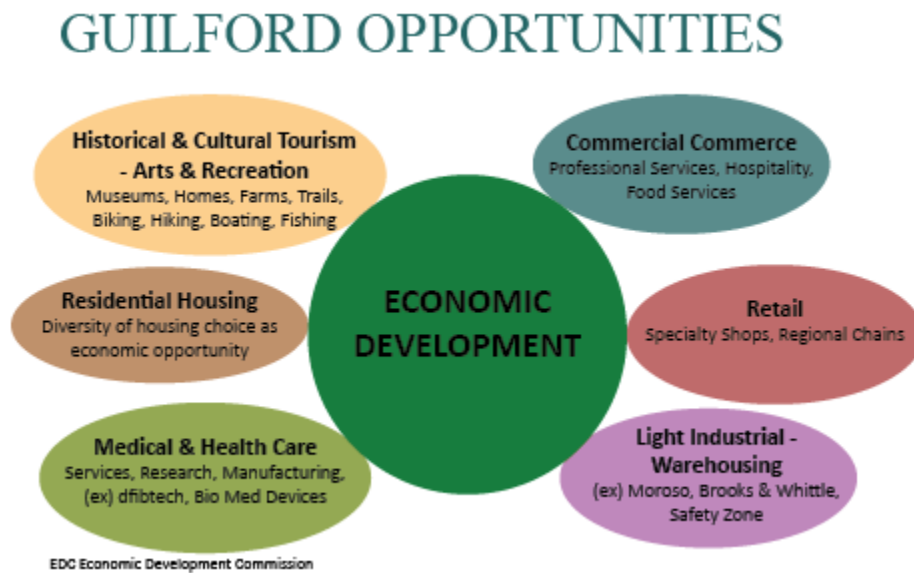 GUILFORD OPPORTUNITIES
Historical & Cultural Tourism
- Arts & Recreation
Museums, Homes, Farms, Trails,
Biking, Hiking, Boating, Fishing
Commercial Commerce
Professional Services, Hospitality,
Food Services
Residential Housing
Diversity of housing choice as
economic opportunity
ECONOMIC
DEVELOPMENT
Retail
Specialty Shops, Regional Chains
Medical & Health Care
Services, Research, Manufacturing,
(ex) dfibtech, Bio Med Devices
Light Industrial -
Warehousing
(ex) Moroso, Brooks & Whittle,
Safety Zone
EDC Economic Development Commission